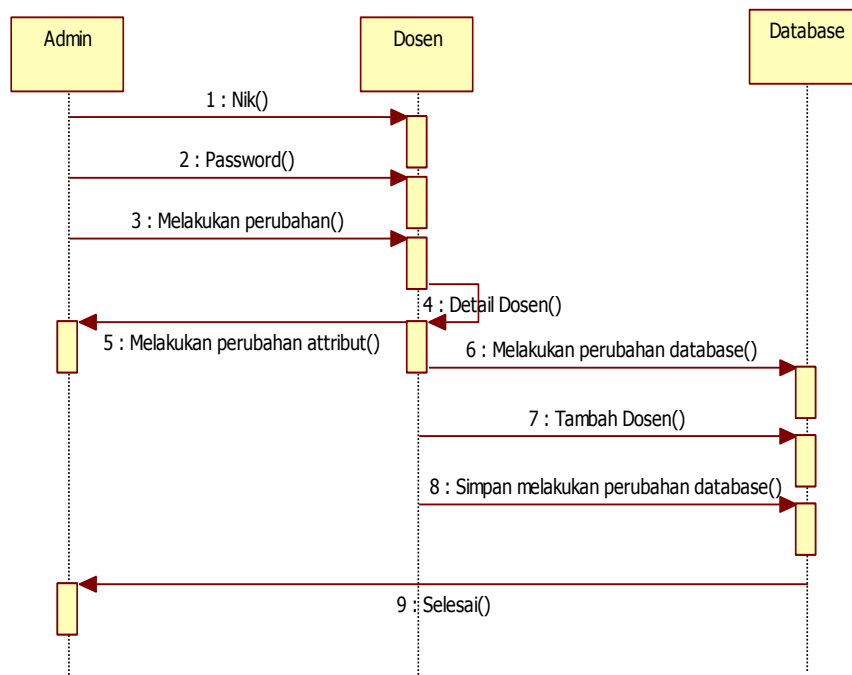 Admin
Dosen
Database
1 : Nik()
2 : Password()
3 : Melakukan perubahan()
4 : Detail Dosen()
5 : Melakukan perubahan attribut()
6 : Melakukan perubahan database()
7 : Tambah Dosen()
8 : Simpan melakukan perubahan database()
9 : Selesai()